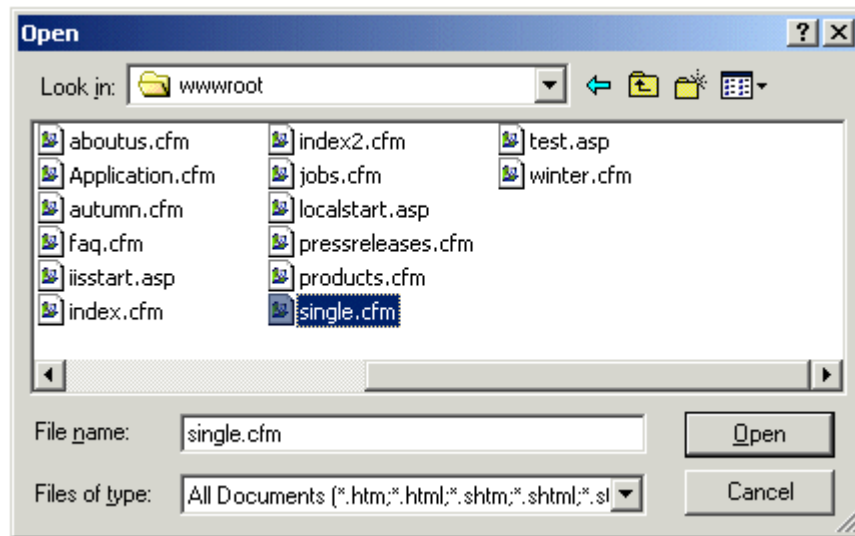 Open
Look in: wwwroot
aboutus.cfm index2.cfm test.asp
Application.cfm jobs.cfm winter.cfm
autumn.cfm localstart.asp
faq.cfm pressreleases.cfm
iisstart.asp products.cfm
index.cfm single.cfm
File name: single.cfm Open
Files of type: All Documents (*.htm;*.html;*.shtm;*.shtml;*.sl Cancel